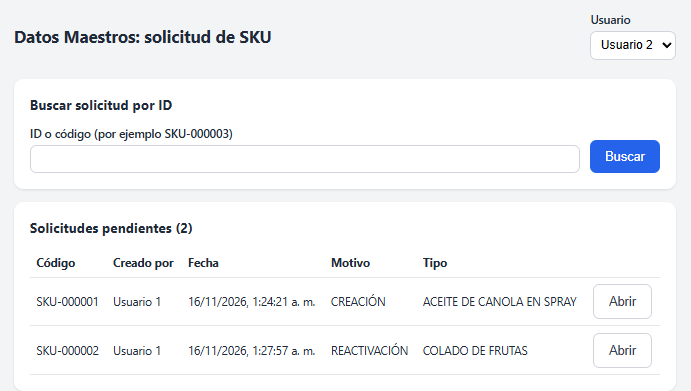 Usuario
Datos Maestros: solicitud de SKU
Usuario 2
Buscar solicitud por ID
ID o código (por ejemplo SKU-000003)
Buscar
Solicitudes pendientes (2)
Código Creado por Fecha Motivo Tipo
SKU-000001 Usuario 1 16/11/2026, 1:24:21 a. m. CREACIÓN ACEITE DE CANOLA EN SPRAY Abrir
SKU-000002 Usuario 1 16/11/2026, 1:27:57 a. m. REACTIVACIÓN COLADO DE FRUTAS Abrir